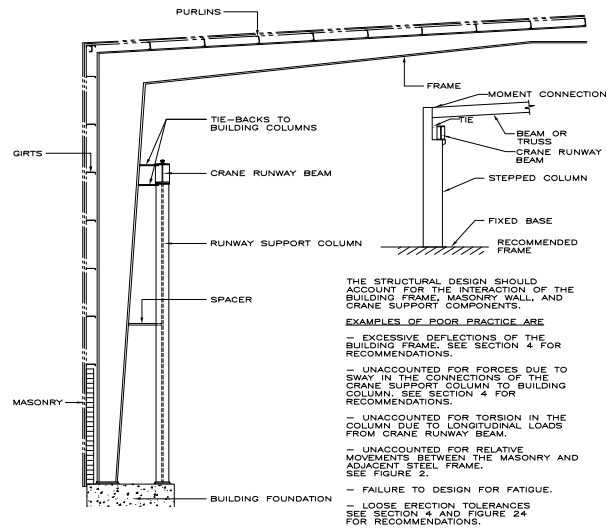 PURLINS
FRAME
MOMENT CONNECTION
TIE
BEAM OR
TRUSS
CRANE RUNWAY
BEAM
STEPPED COLUMN
FIXED BASE
RECOMMENDED
FRAME
TIE-BACKS TO
BUILDING COLUMNS
GIRTS
CRANE RUNWAY BEAM
RUNWAY SUPPORT COLUMN
SPACER
MASONRY
BUILDING FOUNDATION
THE STRUCTURAL DESIGN SHOULD
ACCOUNT FOR THE INTERACTION OF THE
BUILDING FRAME, MASONRY WALL, AND
CRANE SUPPORT COMPONENTS.
EXAMPLES OF POOR PRACTICE ARE
– EXCESSIVE DEFLECTIONS OF THE
BUILDING FRAME. SEE SECTION 4 FOR
RECOMMENDATIONS.
– UNACCOUNTED FOR FORCES DUE TO
SWAY IN THE CONNECTIONS OF THE
CRANE SUPPORT COLUMN TO BUILDING
COLUMN. SEE SECTION 4 FOR
RECOMMENDATIONS.
– UNACCOUNTED FOR TORSION IN THE
COLUMN DUE TO LONGITUDINAL LOADS
FROM CRANE RUNWAY BEAM.
– UNACCOUNTED FOR RELATIVE
MOVEMENTS BETWEEN THE MASONRY AND
ADJACENT STEEL FRAME.
SEE FIGURE 2.
– FAILURE TO DESIGN FOR FATIGUE.
– LOOSE ERECTION TOLERANCES
SEE SECTION 4 AND FIGURE 24
FOR RECOMMENDATIONS.